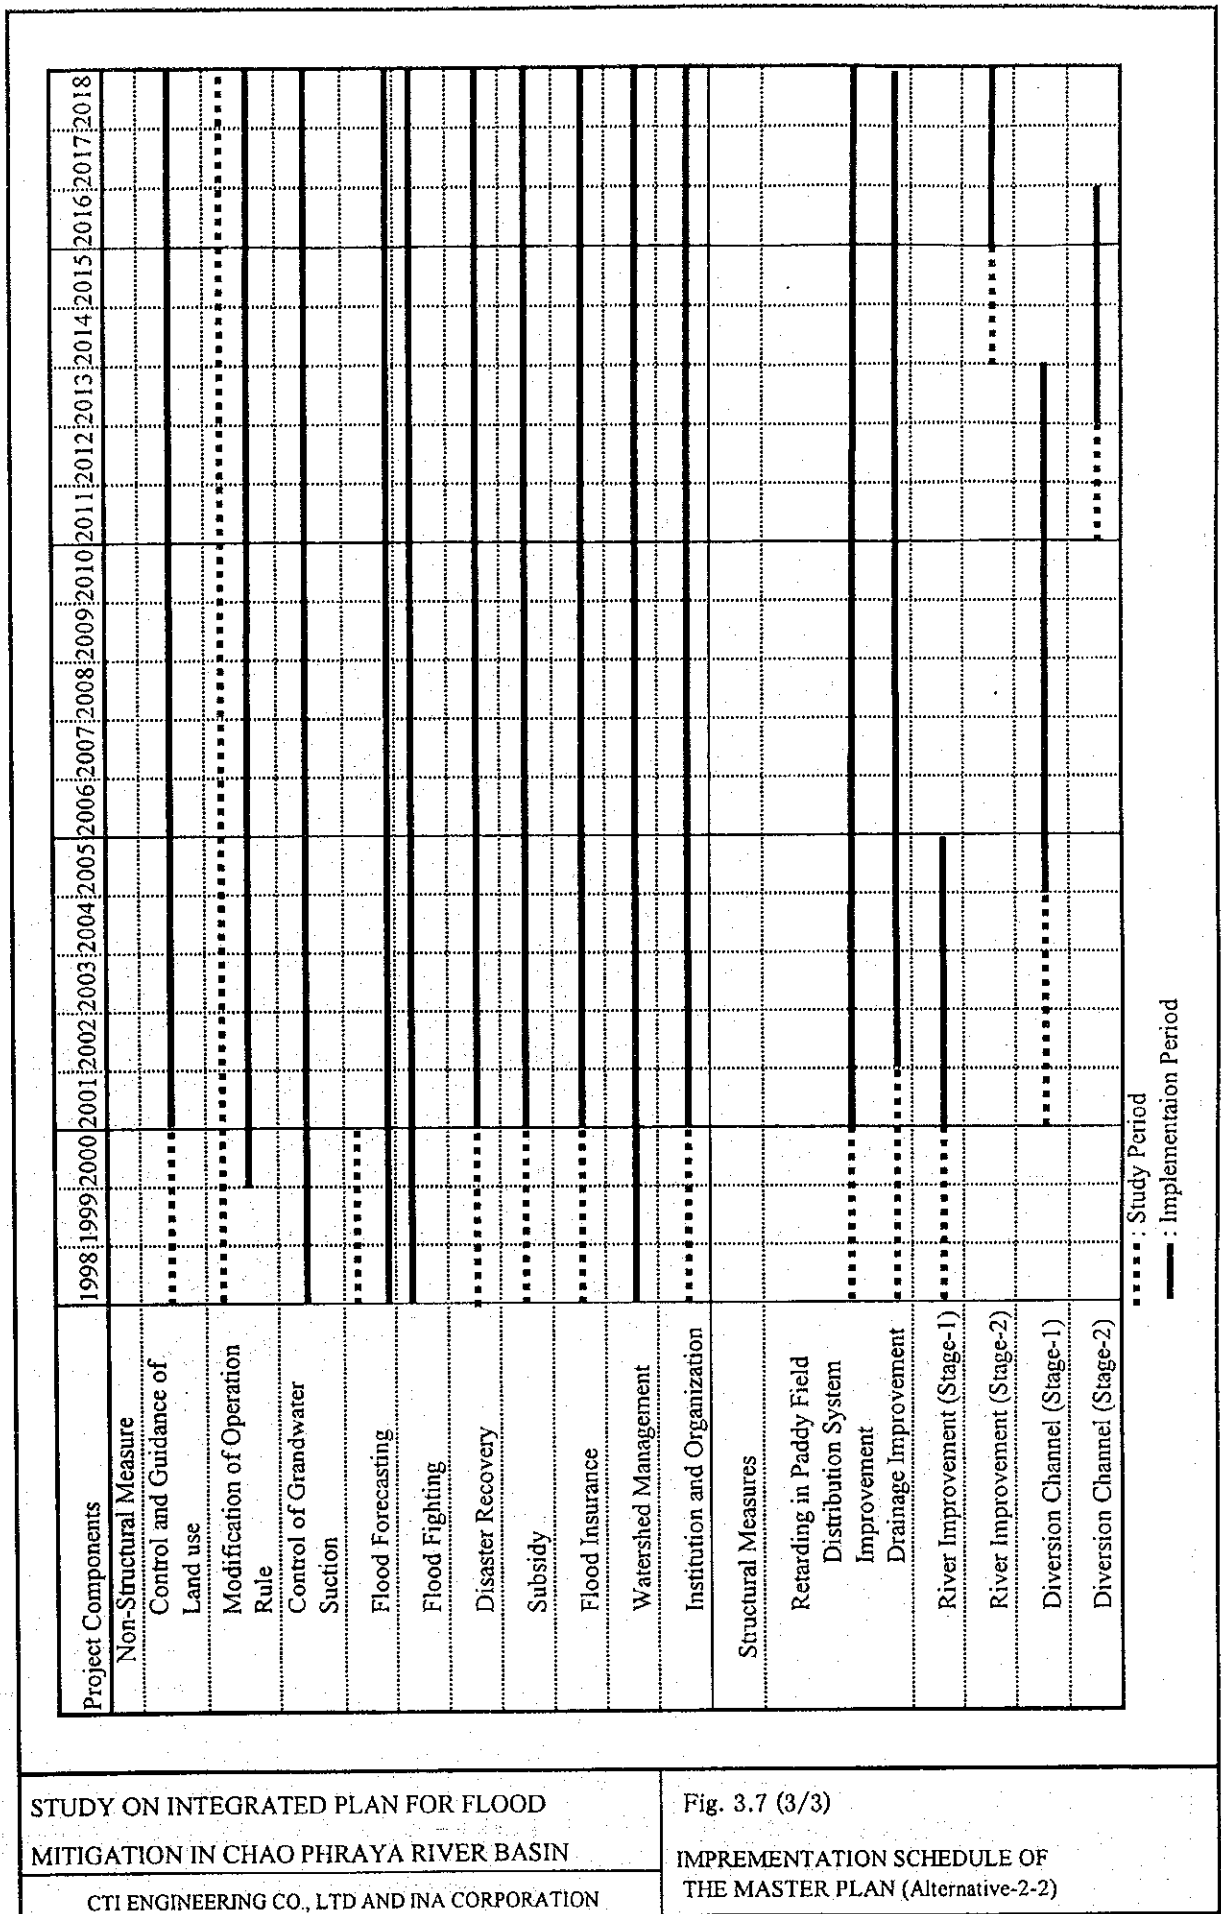 Project Components
1998 1999 2000 2001 2002 2003 2004 2005 2006 2007 2008 2009 2010 2011 2012 2013 2014 2015 2016 2017 2018
Non-Structural Measure
Control and Guidance of
Land use
Modification of Operation
Rule
Control of Grandwater
Suction
Flood Forecasting
Flood Fighting
Disaster Recovery
Subsidy
Flood Insurance
Watershed Management
Institution and Organization
Structural Measures
Retarding in Paddy Field
Distribution System
Improvement
Drainage Improvement
River Improvement (Stage-1)
River Improvement (Stage-2)
Diversion Channel (Stage-1)
Diversion Channel (Stage-2)
: Study Period
: Implementaion Period
STUDY ON INTEGRATED PLAN FOR FLOOD
MITIGATION IN CHAO PHRAYA RIVER BASIN
CTI ENGINEERING CO., LTD AND INA CORPORATION
Fig. 3.7 (3/3)
IMPREMENTATION SCHEDULE OF
THE MASTER PLAN (Alternative-2-2)